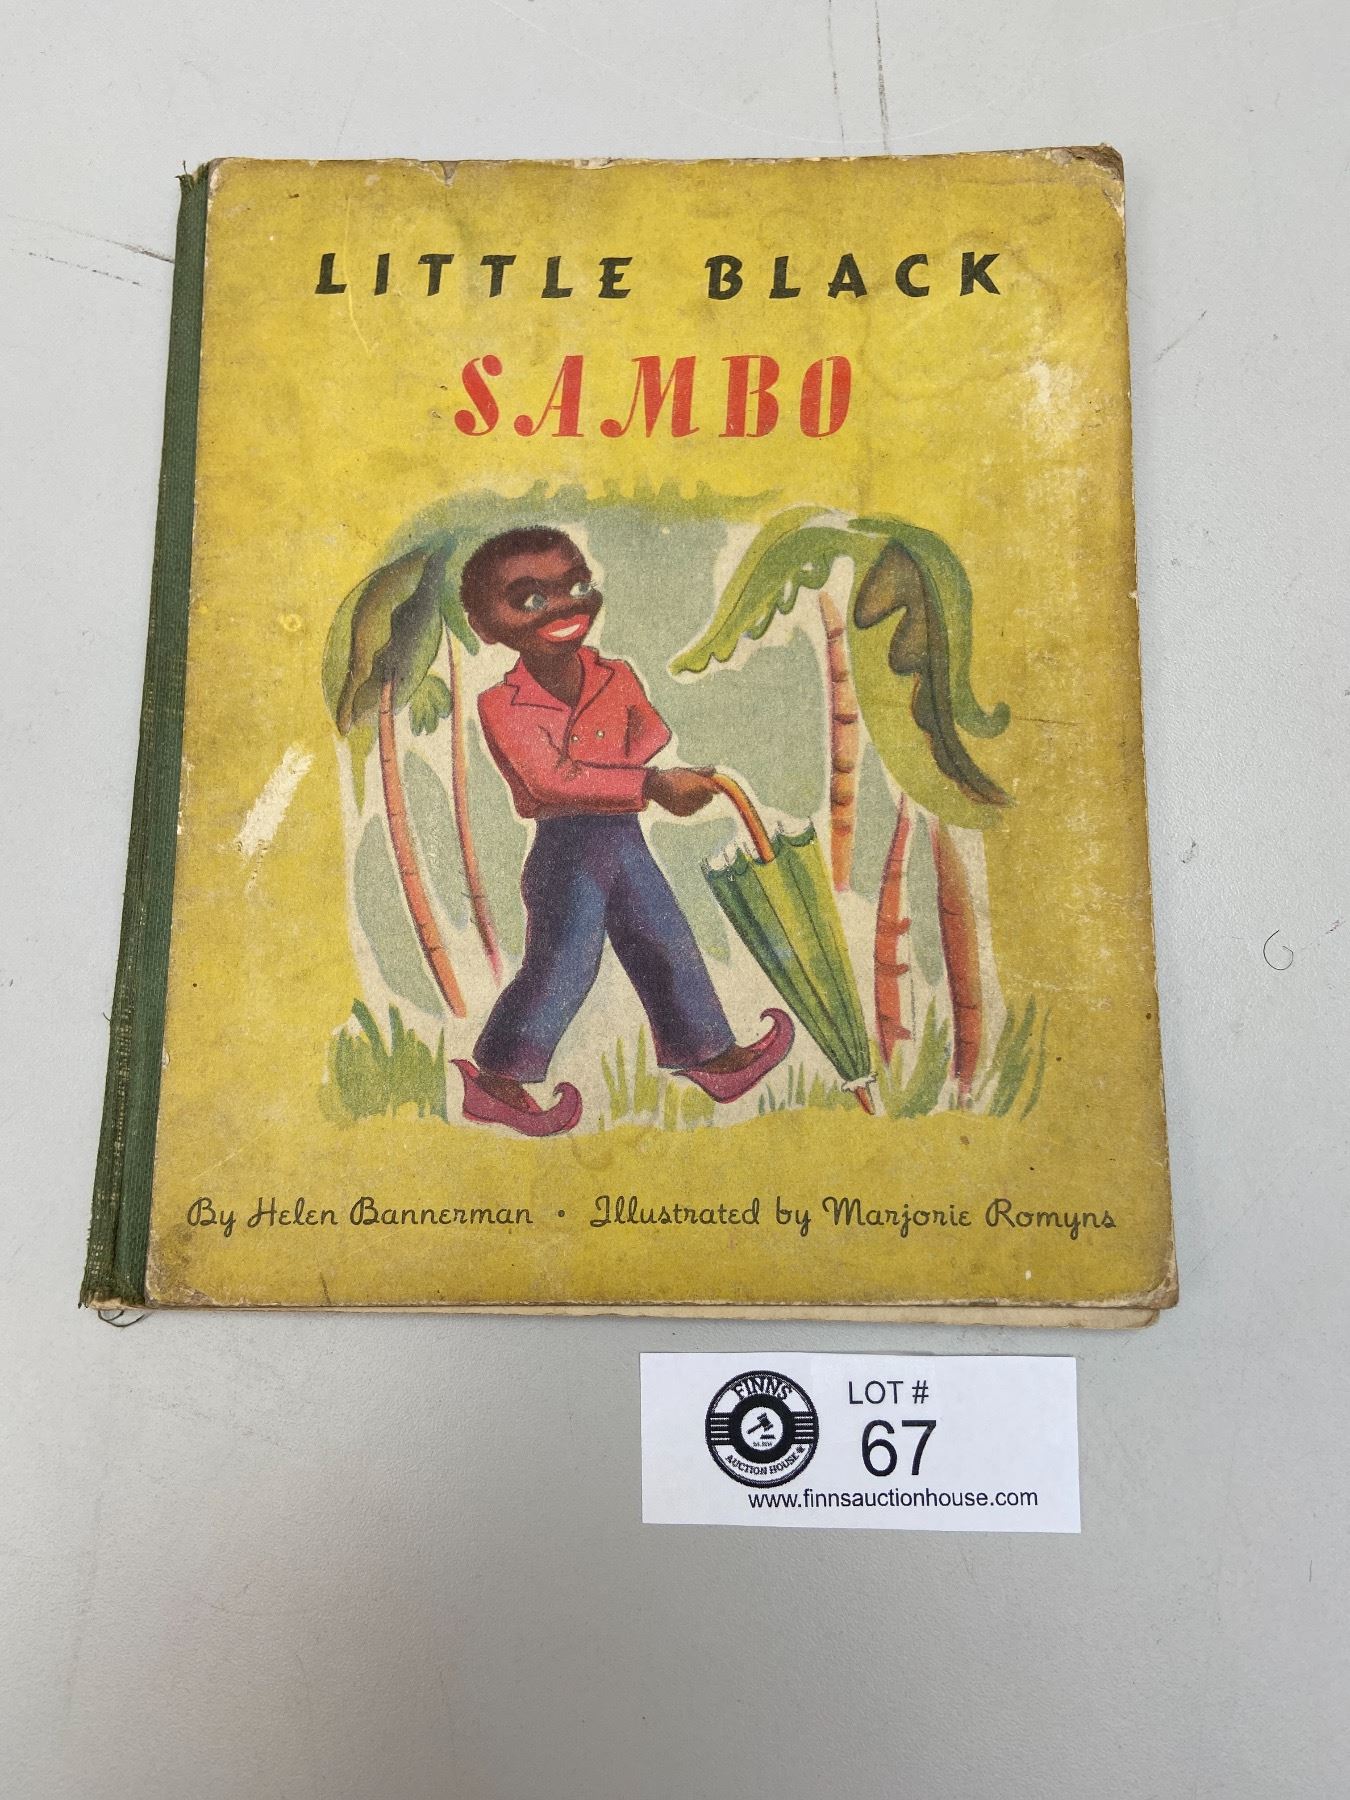 LITTLE BLACK
SAMBO
By Helen Bannerman • Illustrated by Marjorie Romyns
FINNS
AUCTION HOUSE
LOT #
67
www.finnsauctionhouse.com